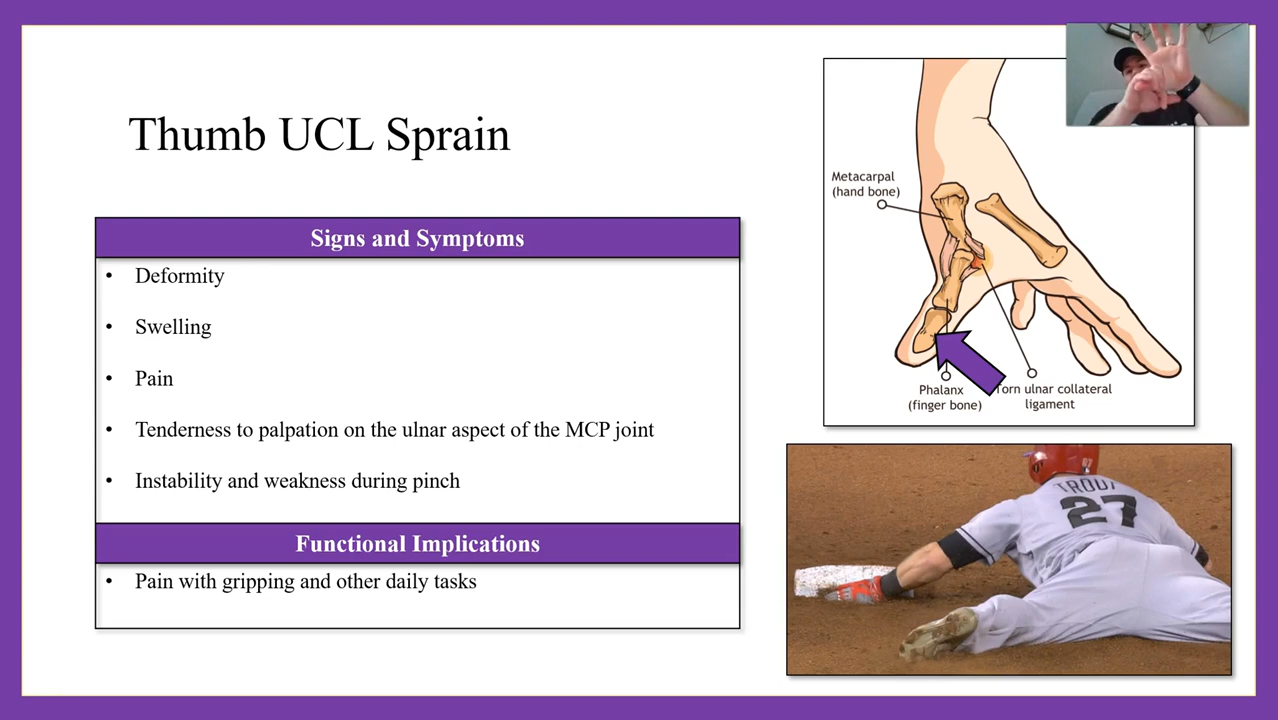 Thumb UCL Sprain
Signs and Symptoms
• Deformity
• Swelling
• Pain
• Tenderness to palpation on the ulnar aspect of the MCP joint
• Instability and weakness during pinch
Functional Implications
• Pain with gripping and other daily tasks
Metacarpal
(hand bone)
Phalanx
(finger bone)
Torn ulnar collateral
ligament
TROUT
27